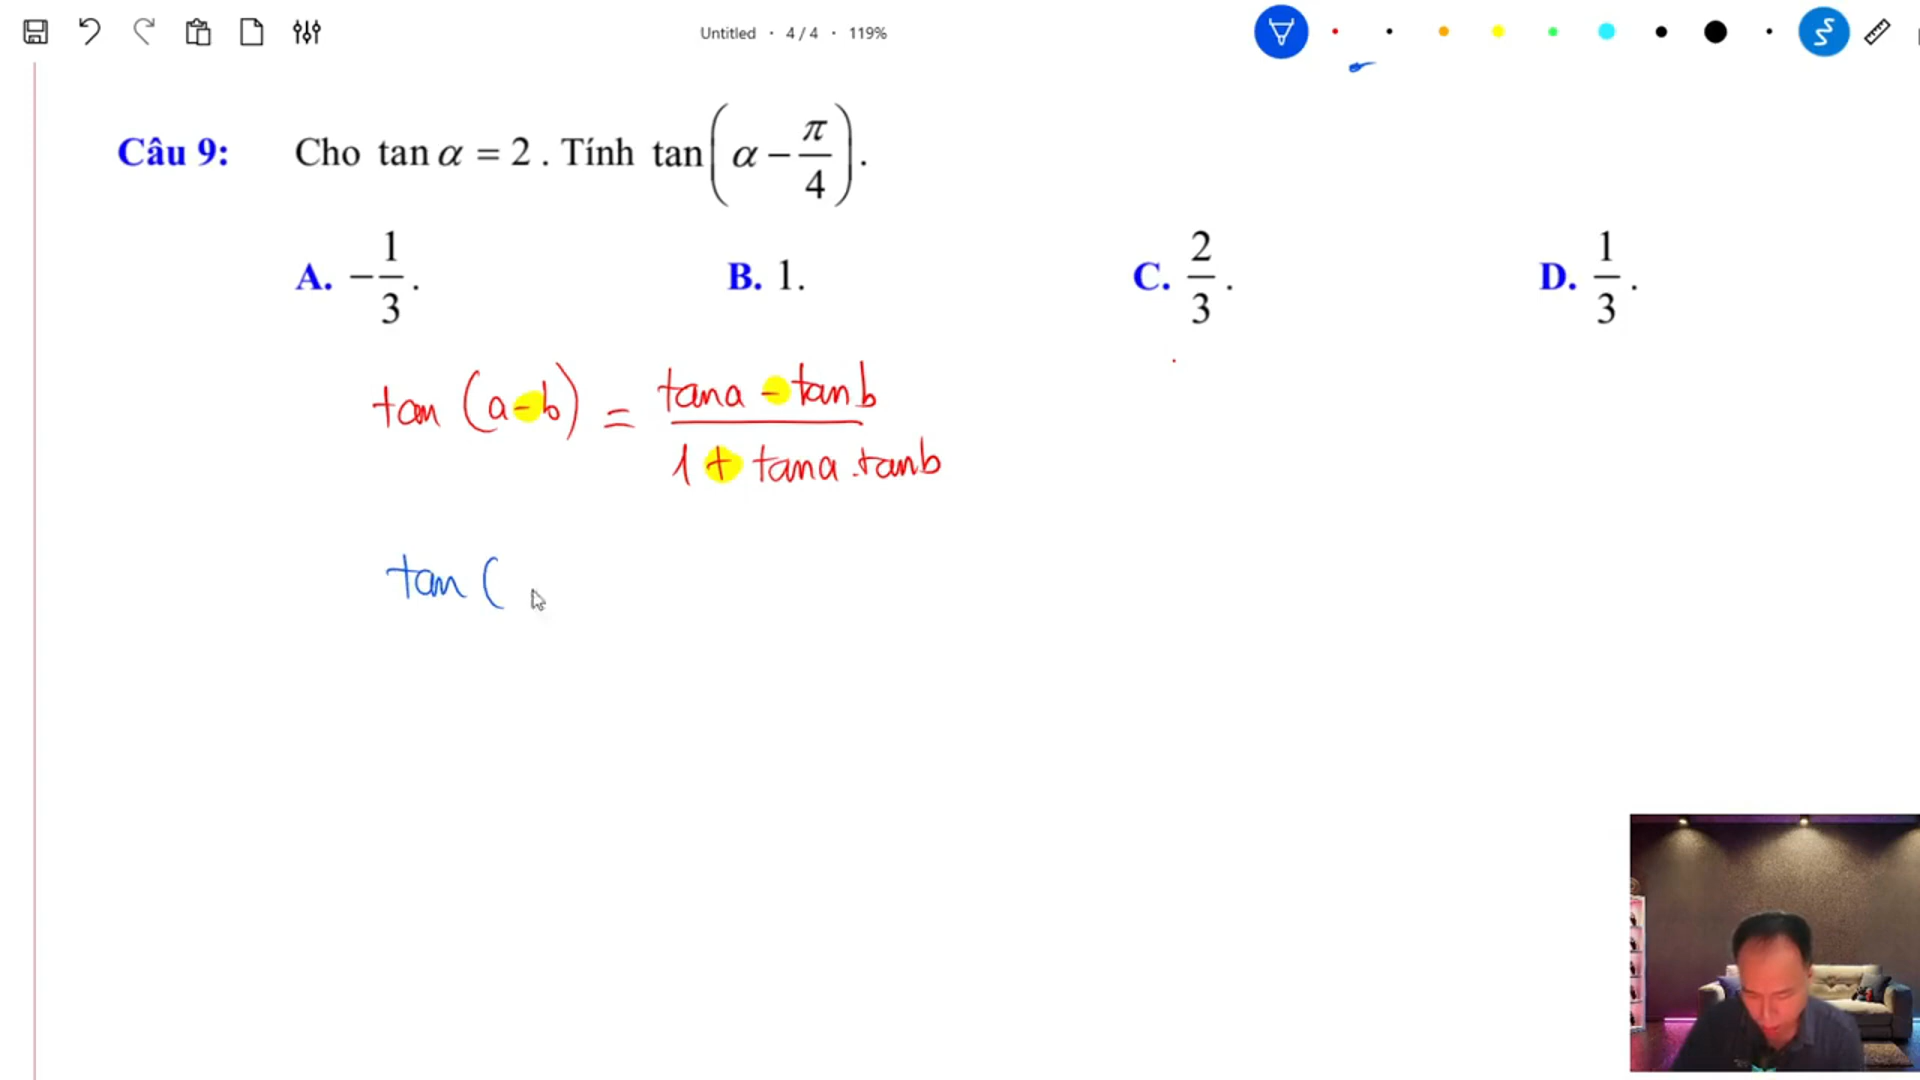 Untitled • 4 / 4 • 119%
Câu 9: Cho tan α = 2 . Tính tan(α − π/4).
A. −1/3. B. 1. C. 2/3. D. 1/3.
tan (a-b) = (tana - tanb)/(1 + tana .tanb)
tan (